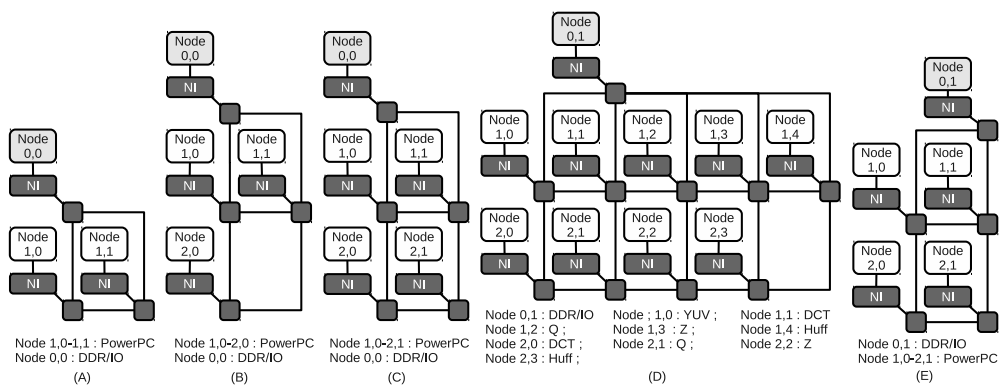 Node
0,0
NI
Node
1,0
NI
Node
1,1
NI
Node 1,0-1,1 : PowerPC
Node 0,0 : DDR/IO
(A)
Node
0,0
NI
Node
1,0
NI
Node
1,1
NI
Node
2,0
NI
Node 1,0-2,0 : PowerPC
Node 0,0 : DDR/IO
(B)
Node
0,0
NI
Node
1,0
NI
Node
1,1
NI
Node
2,0
NI
Node
2,1
NI
Node 1,0-2,1 : PowerPC
Node 0,0 : DDR/IO
(C)
Node
0,1
NI
Node
1,0
NI
Node
1,1
NI
Node
1,2
NI
Node
1,3
NI
Node
1,4
NI
Node
2,0
NI
Node
2,1
NI
Node
2,2
NI
Node
2,3
NI
Node 0,1 : DDR/IO Node ; 1,0 : YUV ; Node 1,1 : DCT
Node 1,2 : Q ; Node 1,3 : Z ; Node 1,4 : Huff
Node 2,0 : DCT ; Node 2,1 : Q ; Node 2,2 : Z
Node 2,3 : Huff ;
(D)
Node
0,1
NI
Node
1,0
NI
Node
1,1
NI
Node
2,0
NI
Node
2,1
NI
Node 0,1 : DDR/IO
Node 1,0-2,1 : PowerPC
(E)